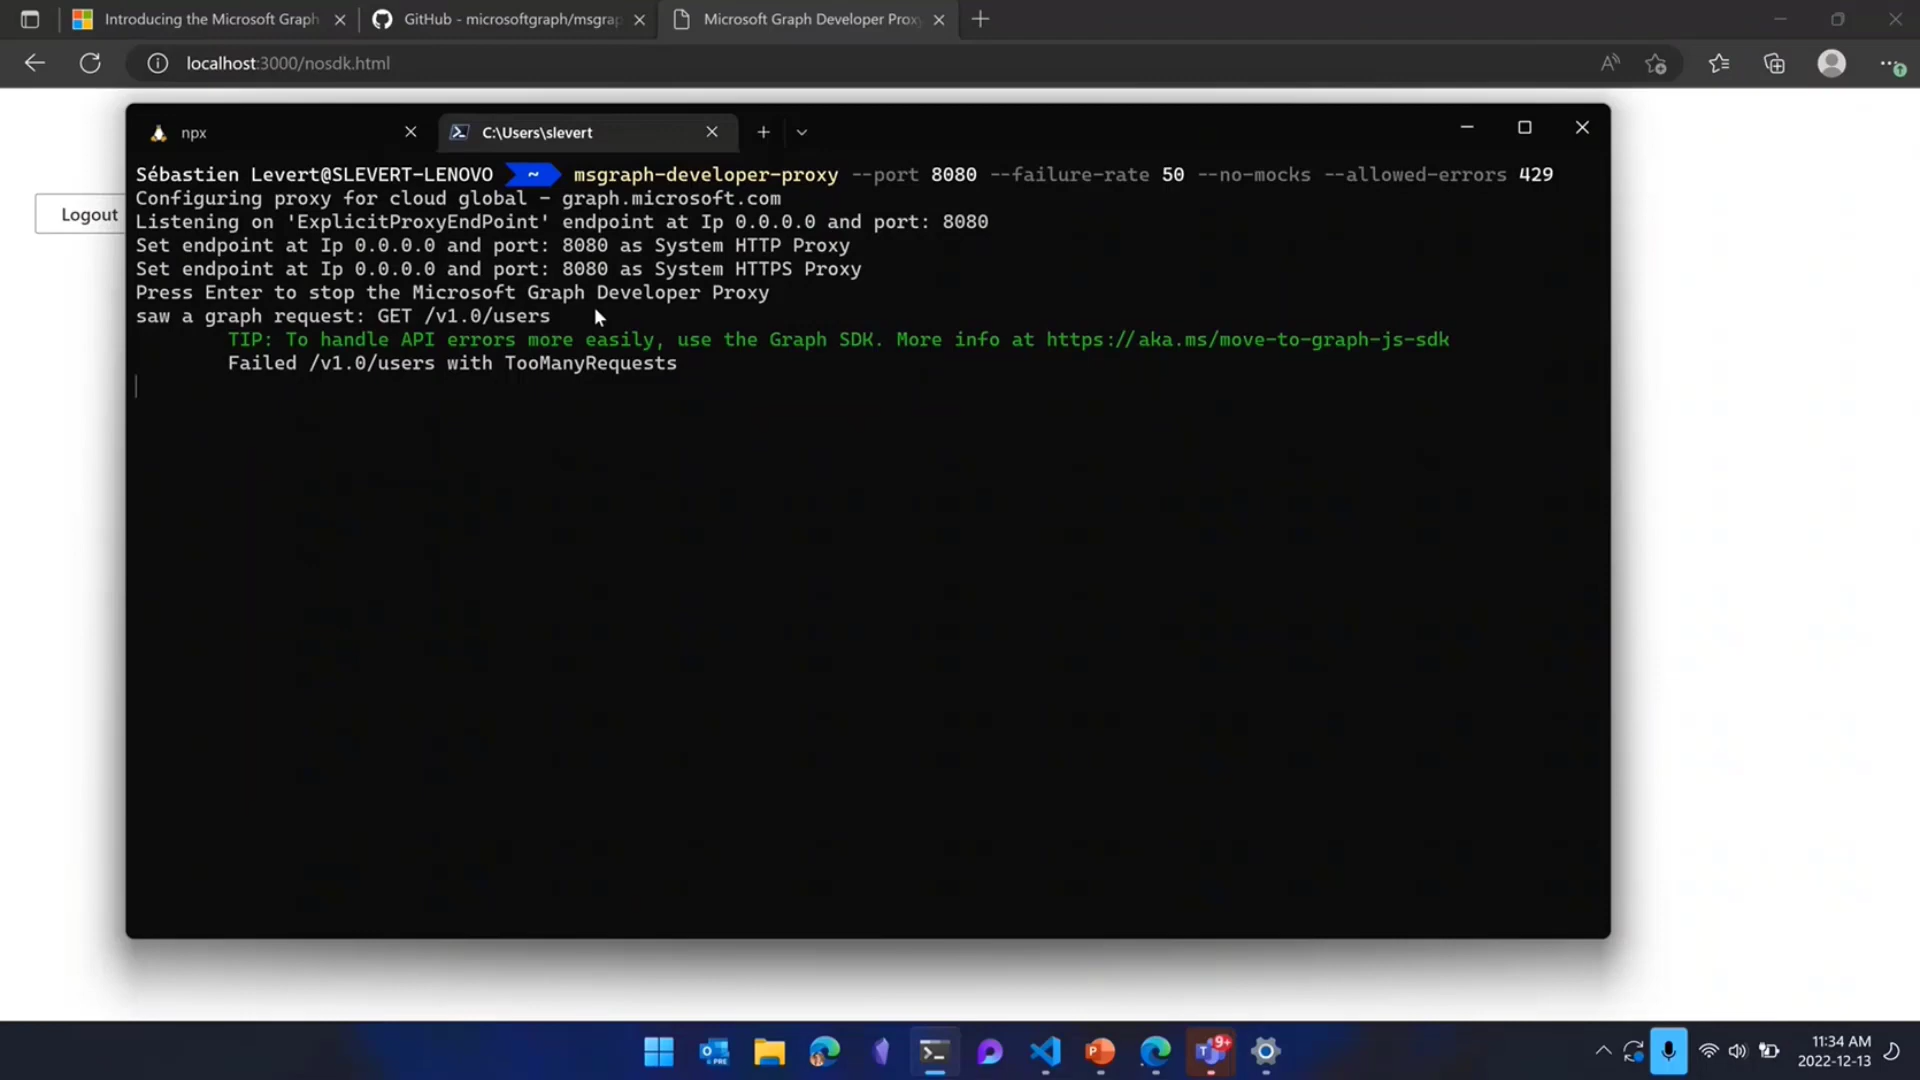 Introducing the Microsoft Graph
GitHub - microsoftgraph/msgrap
Microsoft Graph Developer Proxy
localhost:3000/nosdk.html
npx
C:\Users\slevert
Logout
Sébastien Levert@SLEVERT-LENOVO ~ msgraph-developer-proxy --port 8080 --failure-rate 50 --no-mocks --allowed-errors 429
Configuring proxy for cloud global - graph.microsoft.com
Listening on 'ExplicitProxyEndPoint' endpoint at Ip 0.0.0.0 and port: 8080
Set endpoint at Ip 0.0.0.0 and port: 8080 as System HTTP Proxy
Set endpoint at Ip 0.0.0.0 and port: 8080 as System HTTPS Proxy
Press Enter to stop the Microsoft Graph Developer Proxy
saw a graph request: GET /v1.0/users
TIP: To handle API errors more easily, use the Graph SDK. More info at https://aka.ms/move-to-graph-js-sdk
Failed /v1.0/users with TooManyRequests
9+
11:34 AM
2022-12-13